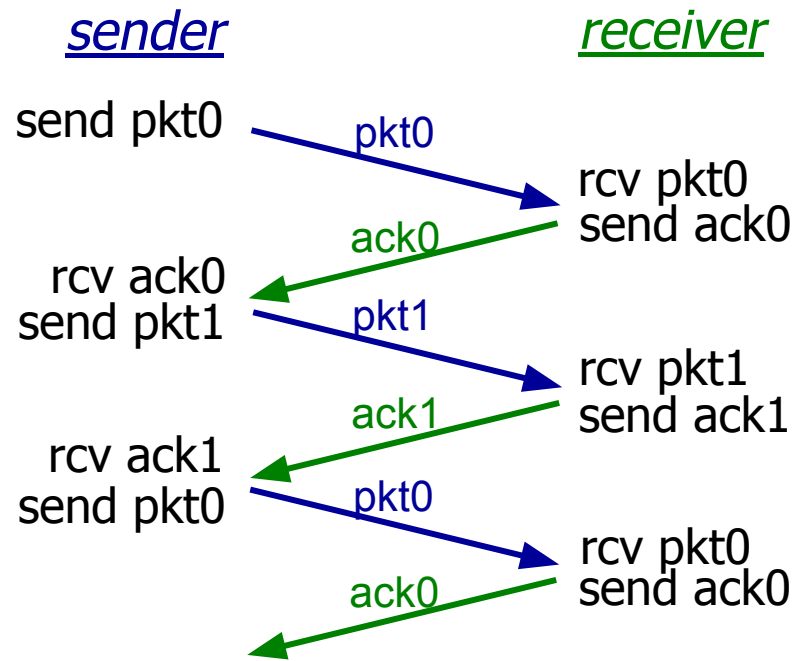 sender
receiver
send pkt0
pkt0
rcv pkt0
send ack0
ack0
rcv ack0
send pkt1
pkt1
rcv pkt1
send ack1
ack1
rcv ack1
send pkt0
pkt0
rcv pkt0
send ack0
ack0